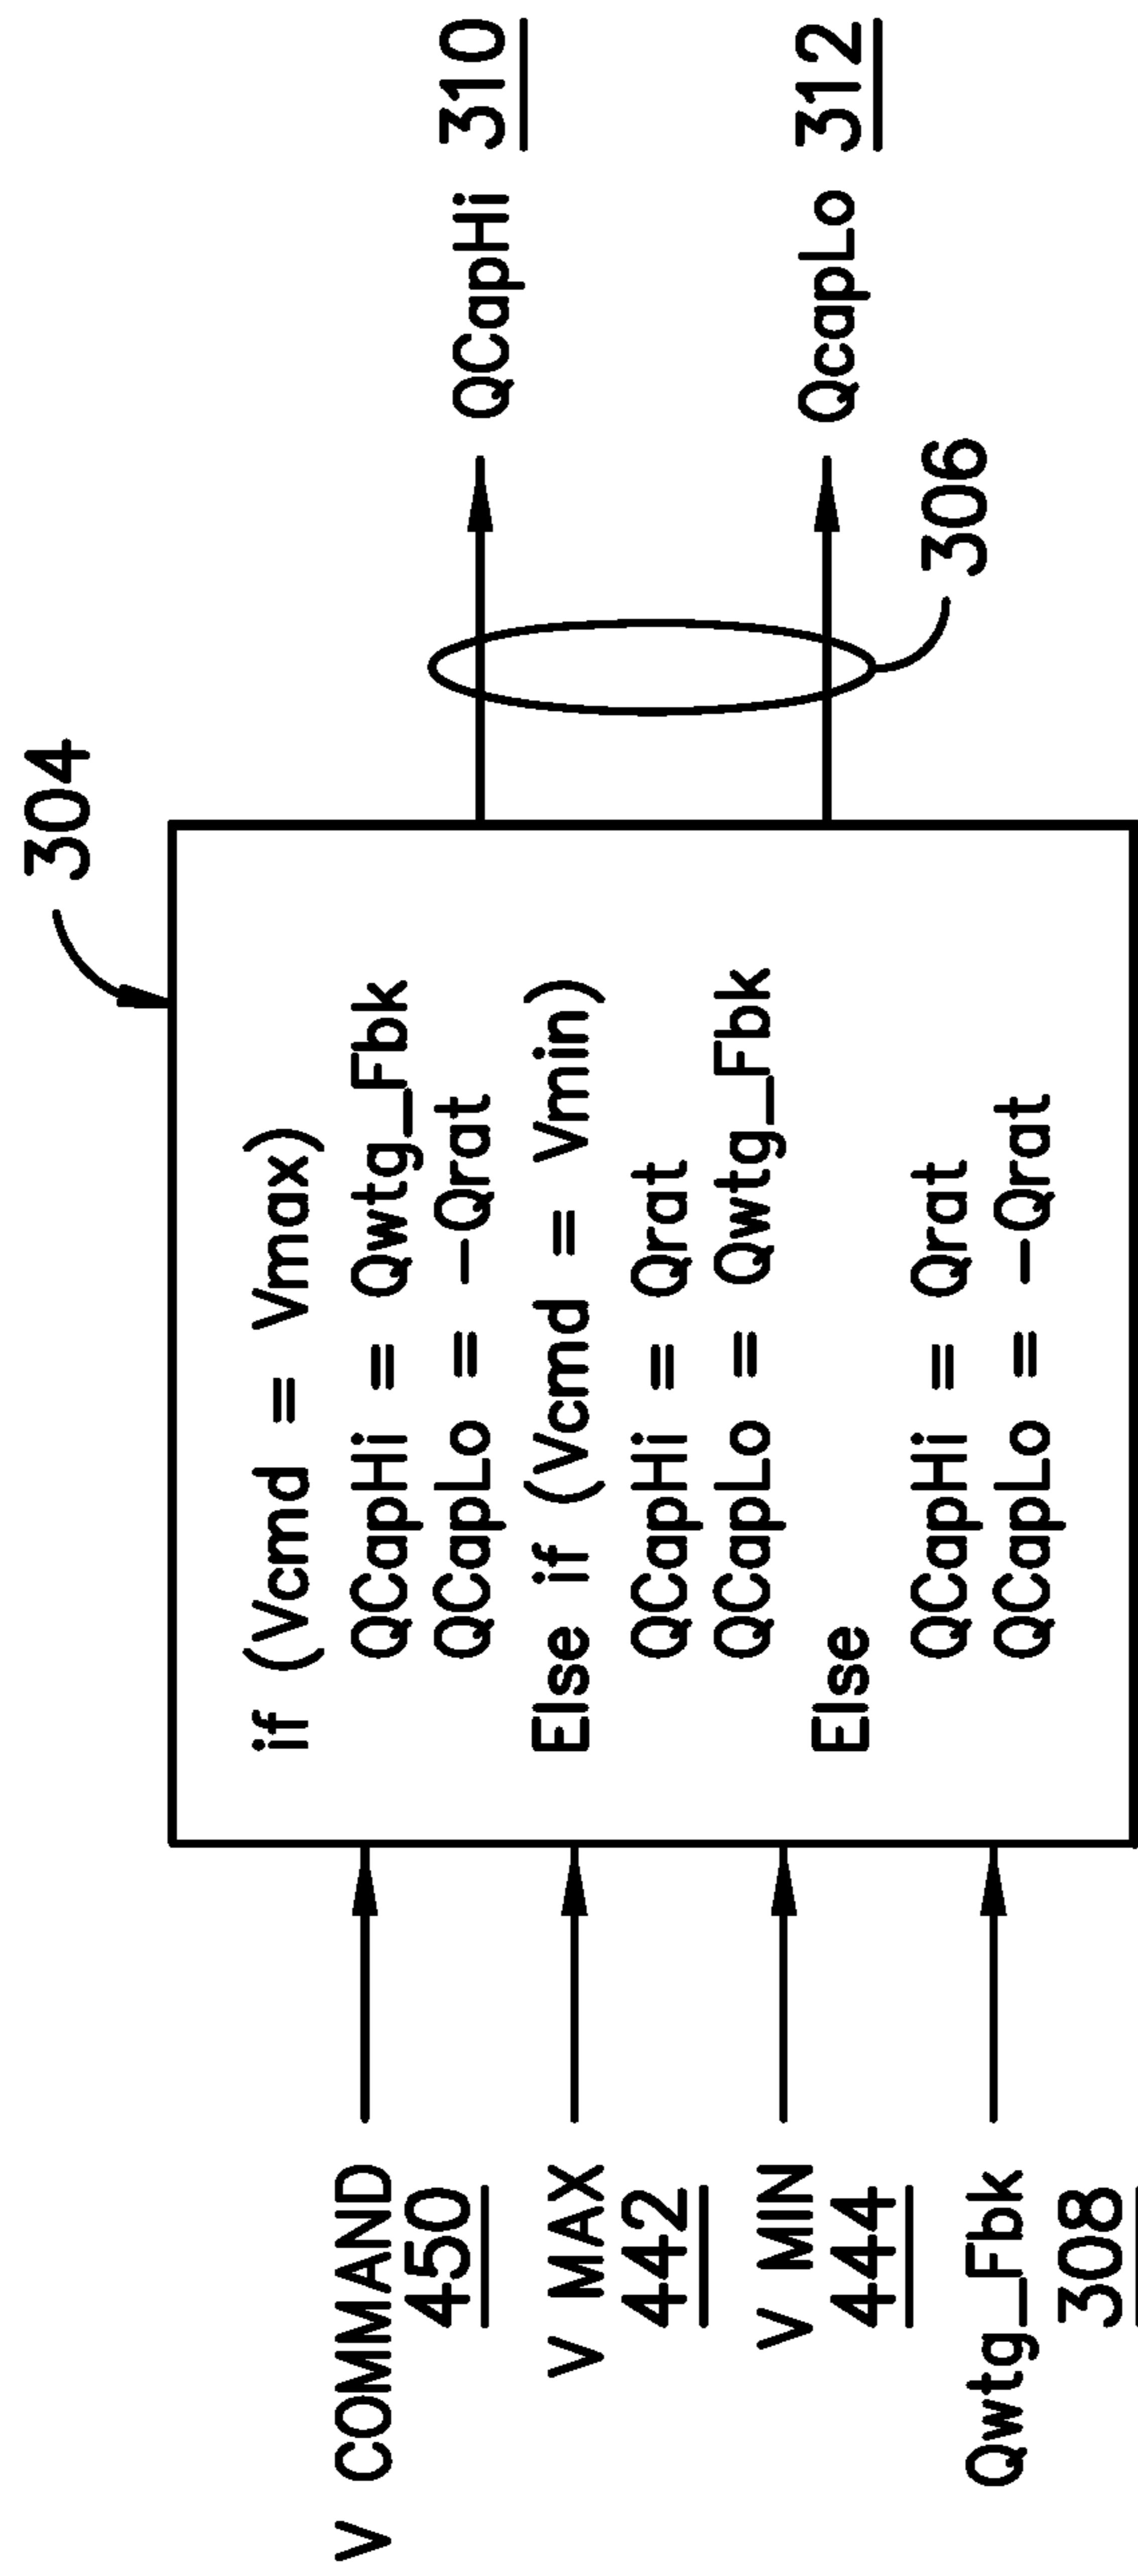 304
V COMMAND
450
V MAX
442
V MIN
444
Qwtg_Fbk
308
if (Vcmd = Vmax)
QCapHi = Qwtg_Fbk
QCapLo = -Qrat
Else if (Vcmd = Vmin)
QCapHi = Qrat
QCapLo = Qwtg_Fbk
Else
QCapHi = Qrat
QCapLo = -Qrat
QCapHi 310
QcapLo 312
306